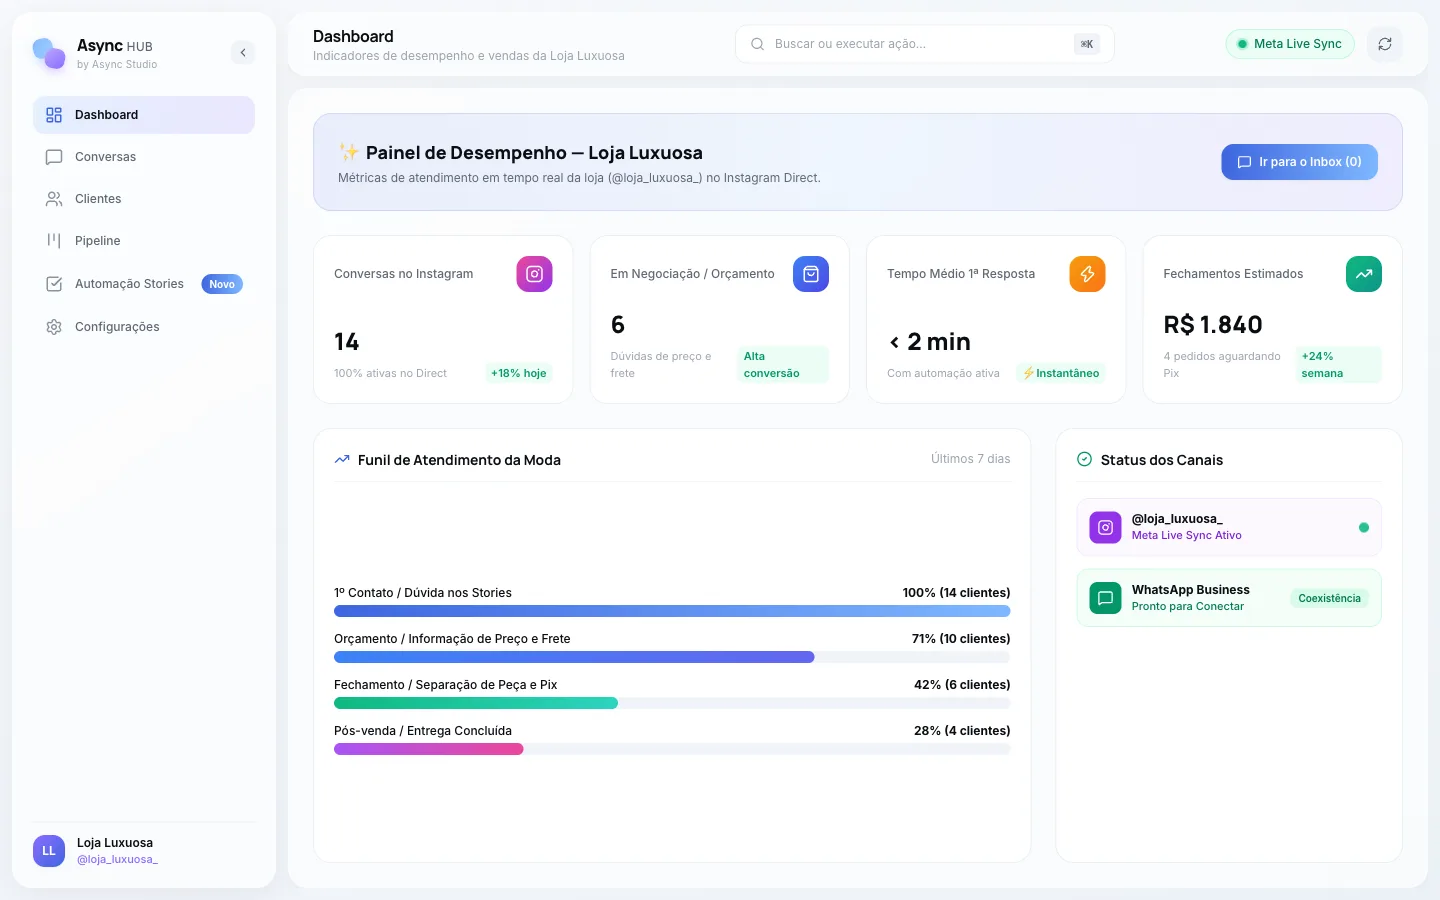 Async HUB
by Async Studio
Dashboard
Conversas
Clientes
Pipeline
Automação Stories Novo
Configurações
LL
Loja Luxuosa
@loja_luxuosa_
Dashboard
Indicadores de desempenho e vendas da Loja Luxuosa
Buscar ou executar ação...
⌘K
Meta Live Sync
✨ Painel de Desempenho — Loja Luxuosa
Métricas de atendimento em tempo real da loja (@loja_luxuosa_) no Instagram Direct.
Ir para o Inbox (0)
Conversas no Instagram
14
100% ativas no Direct
+18% hoje
Em Negociação / Orçamento
6
Dúvidas de preço e
frete
Alta
conversão
Tempo Médio 1ª Resposta
< 2 min
Com automação ativa
⚡Instantâneo
Fechamentos Estimados
R$ 1.840
4 pedidos aguardando
Pix
+24%
semana
Funil de Atendimento da Moda
Últimos 7 dias
1º Contato / Dúvida nos Stories
100% (14 clientes)
Orçamento / Informação de Preço e Frete
71% (10 clientes)
Fechamento / Separação de Peça e Pix
42% (6 clientes)
Pós-venda / Entrega Concluída
28% (4 clientes)
Status dos Canais
@loja_luxuosa_
Meta Live Sync Ativo
WhatsApp Business
Pronto para Conectar
Coexistência